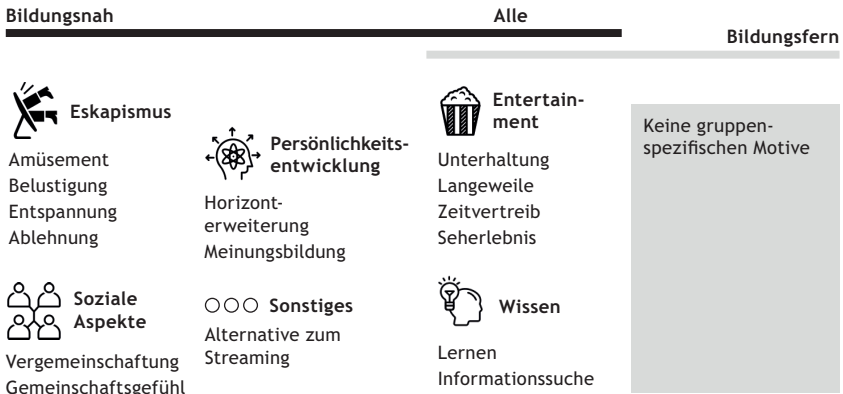 Bildungsnah
Alle
Bildungsfern
Eskapismus
Amüsement
Belustigung
Entspannung
Ablehnung
Persönlichkeits-
entwicklung
Horizont-
erweiterung
Meinungsbildung
Soziale
Aspekte
Vergemeinschaftung
Gemeinschaftsgefühl
Sonstiges
Alternative zum
Streaming
Entertain-
ment
Unterhaltung
Langeweile
Zeitvertreib
Seherlebnis
Wissen
Lernen
Informationssuche
Keine gruppen-
spezifischen Motive